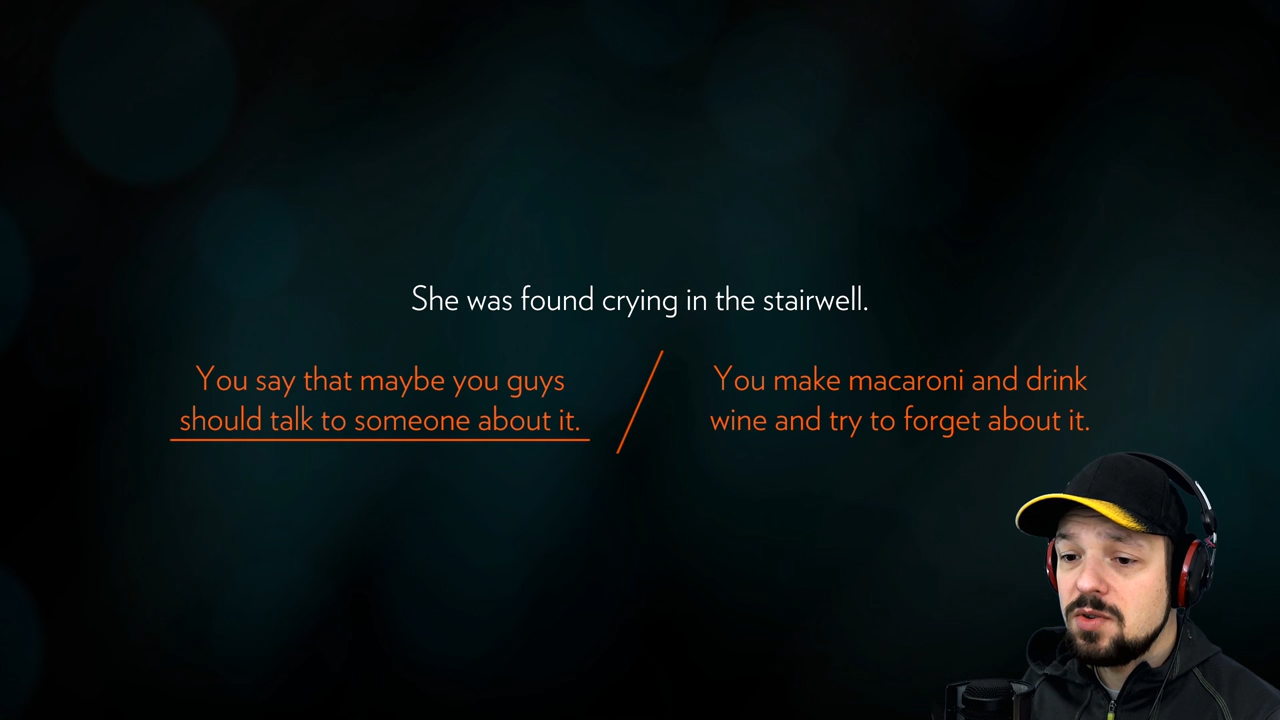 She was found crying in the stairwell.
You say that maybe you guys
should talk to someone about it.
You make macaroni and drink
wine and try to forget about it.